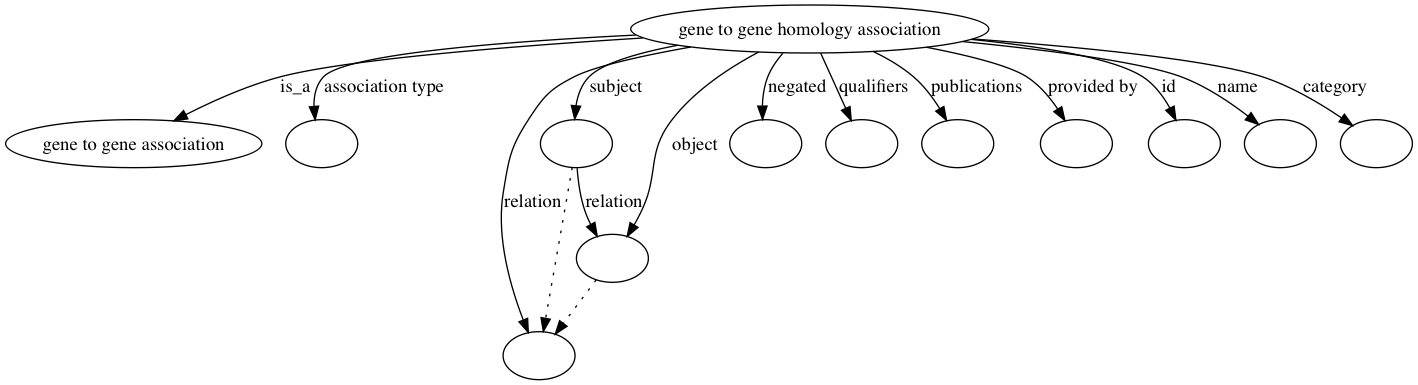 gene to gene homology association
is_a
association type
subject
negated
qualifiers
publications
provided by
id
name
category
gene to gene association
object
relation
relation